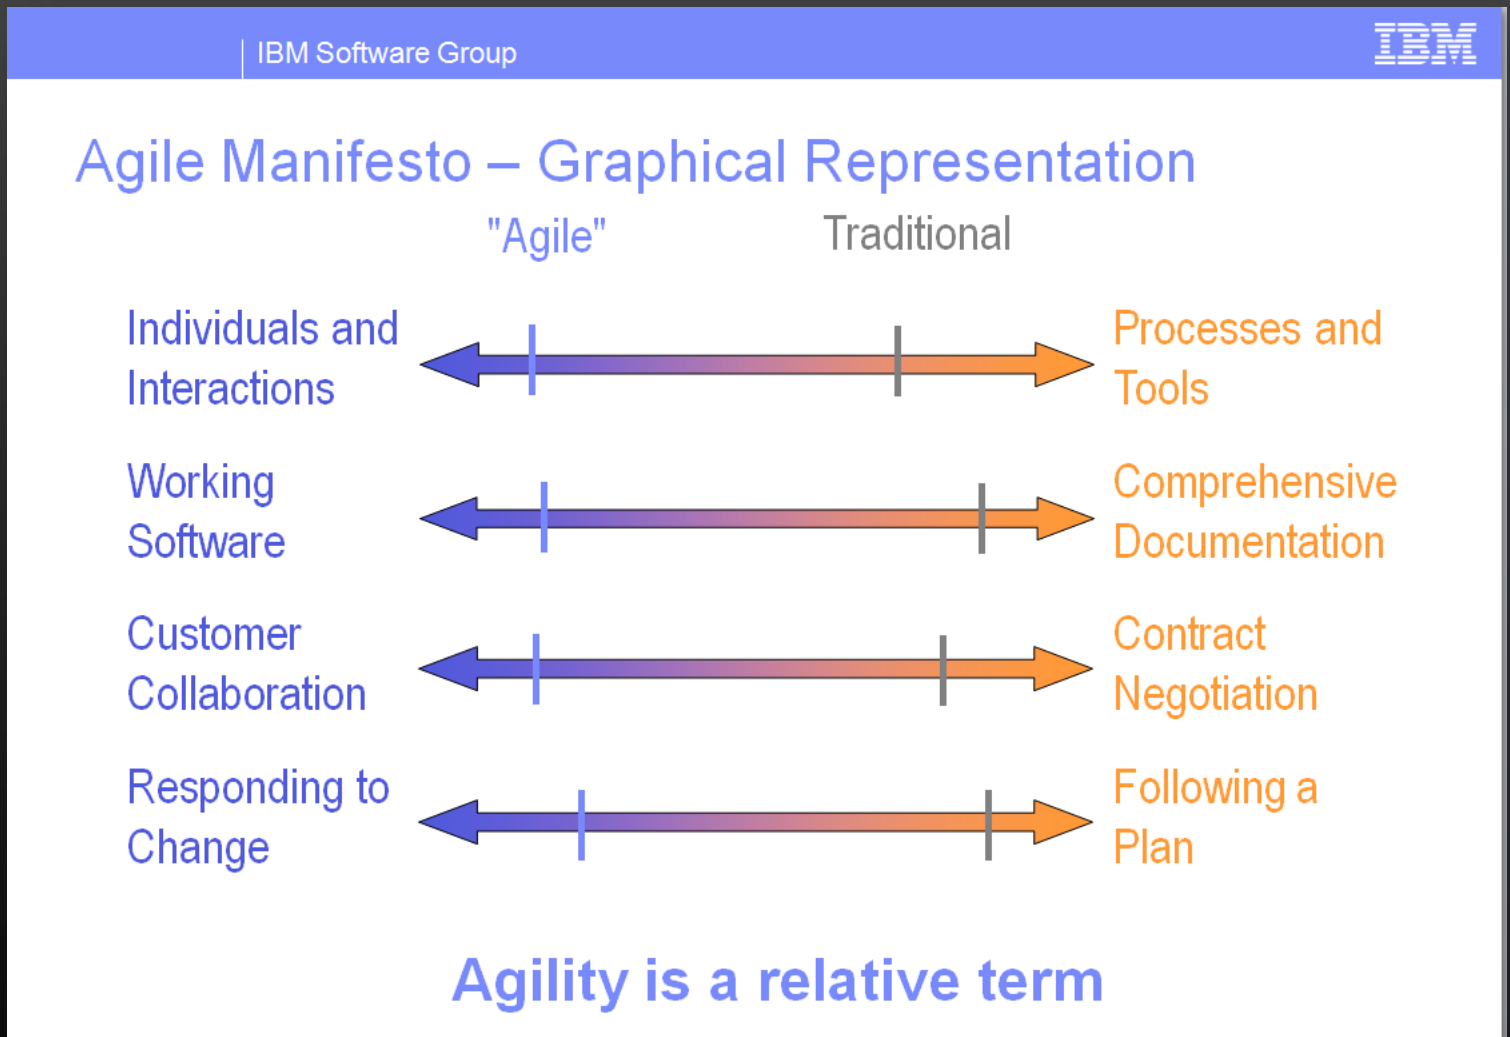 IBM Software Group
IBM
Agile Manifesto – Graphical Representation
"Agile"
Traditional
Individuals and
Interactions
Processes and
Tools
Working
Software
Comprehensive
Documentation
Customer
Collaboration
Contract
Negotiation
Responding to
Change
Following a
Plan
Agility is a relative term